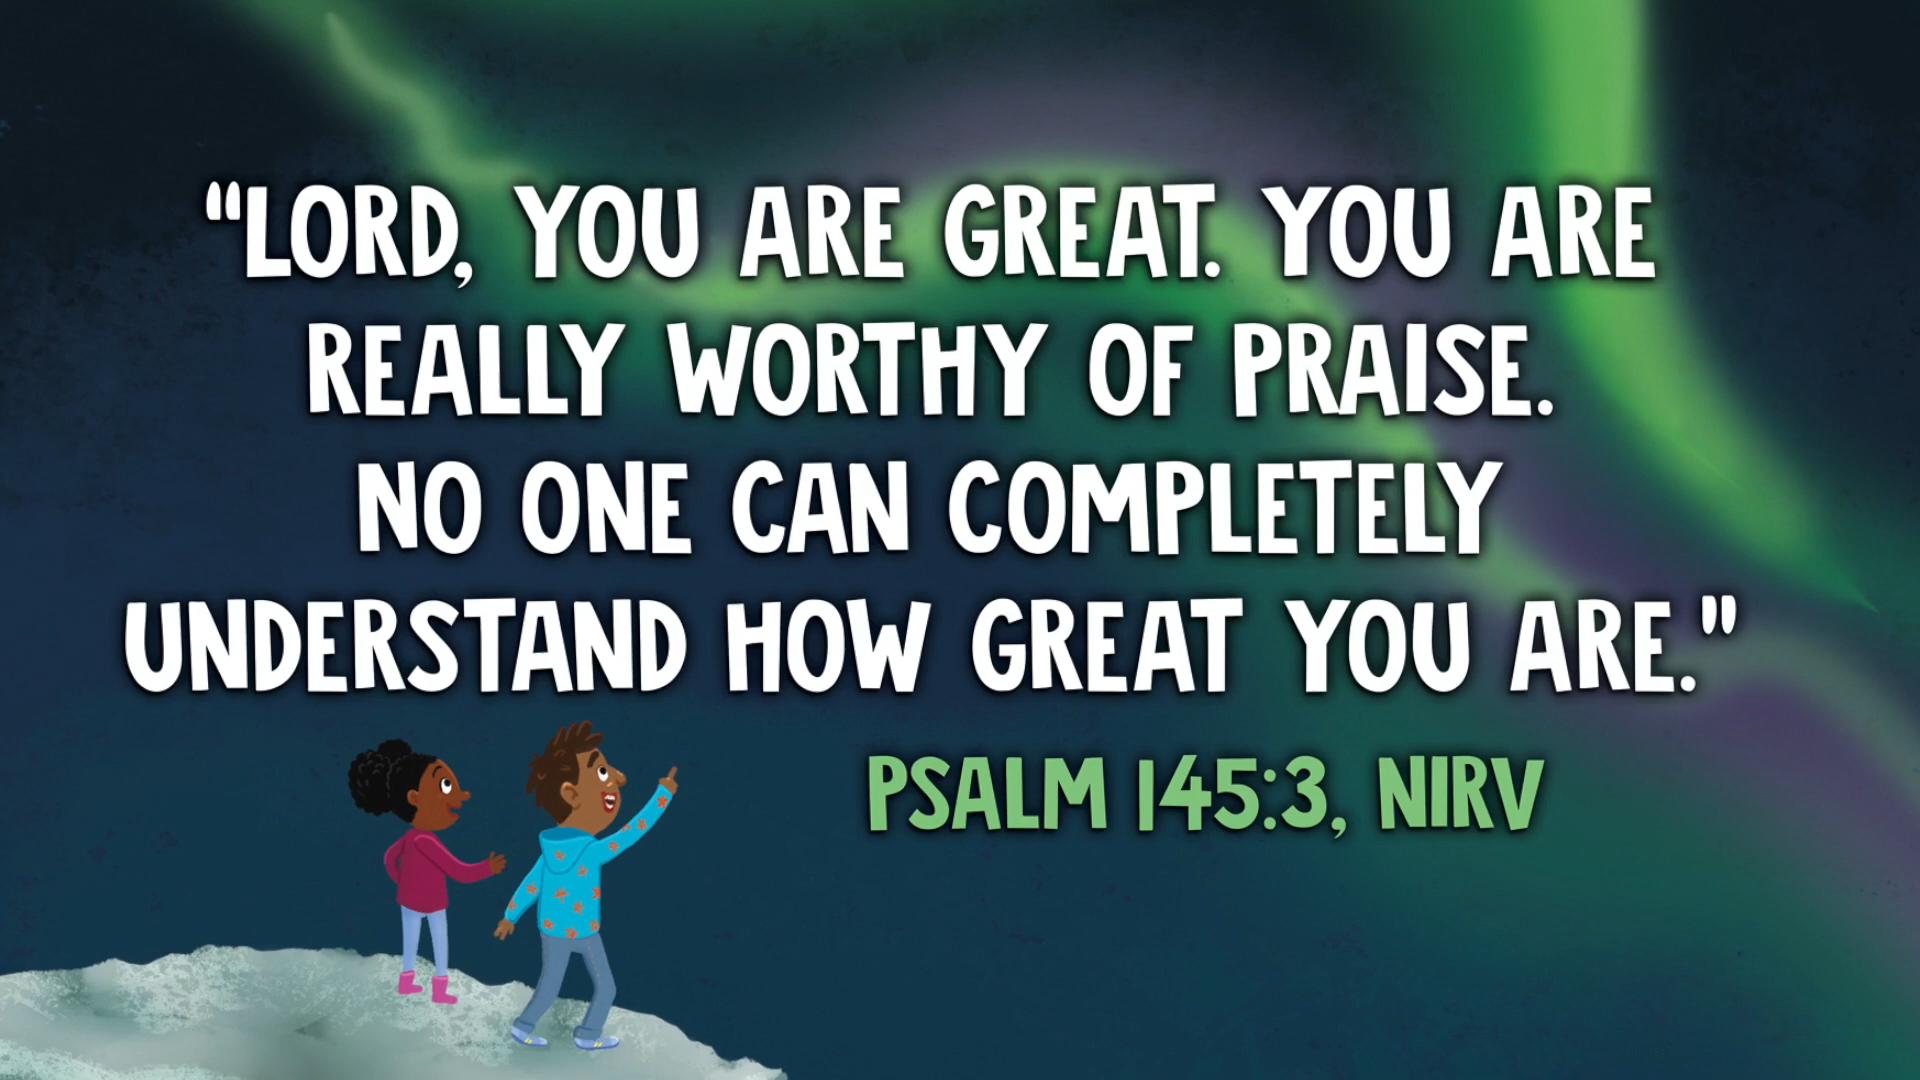 "LORD, YOU ARE GREAT. YOU ARE
REALLY WORTHY OF PRAISE.
NO ONE CAN COMPLETELY
UNDERSTAND HOW GREAT YOU ARE."
PSALM 145:3, NIRV